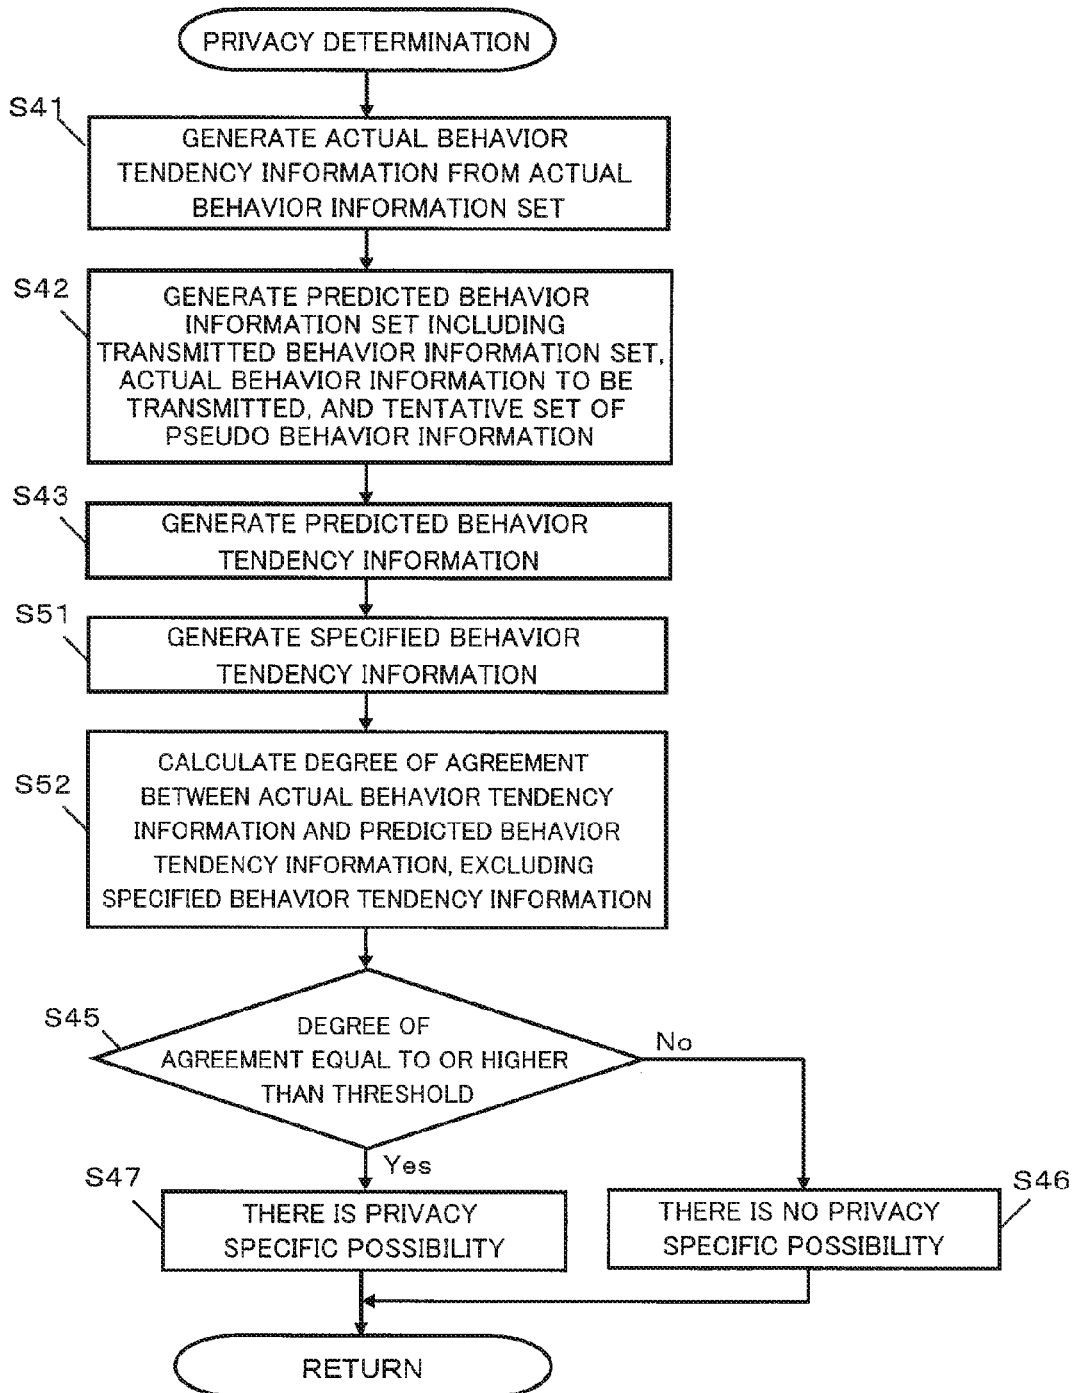 PRIVACY DETERMINATION
S41
GENERATE ACTUAL BEHAVIOR
TENDENCY INFORMATION FROM ACTUAL
BEHAVIOR INFORMATION SET
S42
GENERATE PREDICTED BEHAVIOR
INFORMATION SET INCLUDING
TRANSMITTED BEHAVIOR INFORMATION SET,
ACTUAL BEHAVIOR INFORMATION TO BE
TRANSMITTED, AND TENTATIVE SET OF
PSEUDO BEHAVIOR INFORMATION
S43
GENERATE PREDICTED BEHAVIOR
TENDENCY INFORMATION
S51
GENERATE SPECIFIED BEHAVIOR
TENDENCY INFORMATION
S52
CALCULATE DEGREE OF AGREEMENT
BETWEEN ACTUAL BEHAVIOR TENDENCY
INFORMATION AND PREDICTED BEHAVIOR
TENDENCY INFORMATION, EXCLUDING
SPECIFIED BEHAVIOR TENDENCY INFORMATION
S45
DEGREE OF
AGREEMENT EQUAL TO OR HIGHER
THAN THRESHOLD
No
Yes
S47
THERE IS PRIVACY
SPECIFIC POSSIBILITY
S46
THERE IS NO PRIVACY
SPECIFIC POSSIBILITY
RETURN